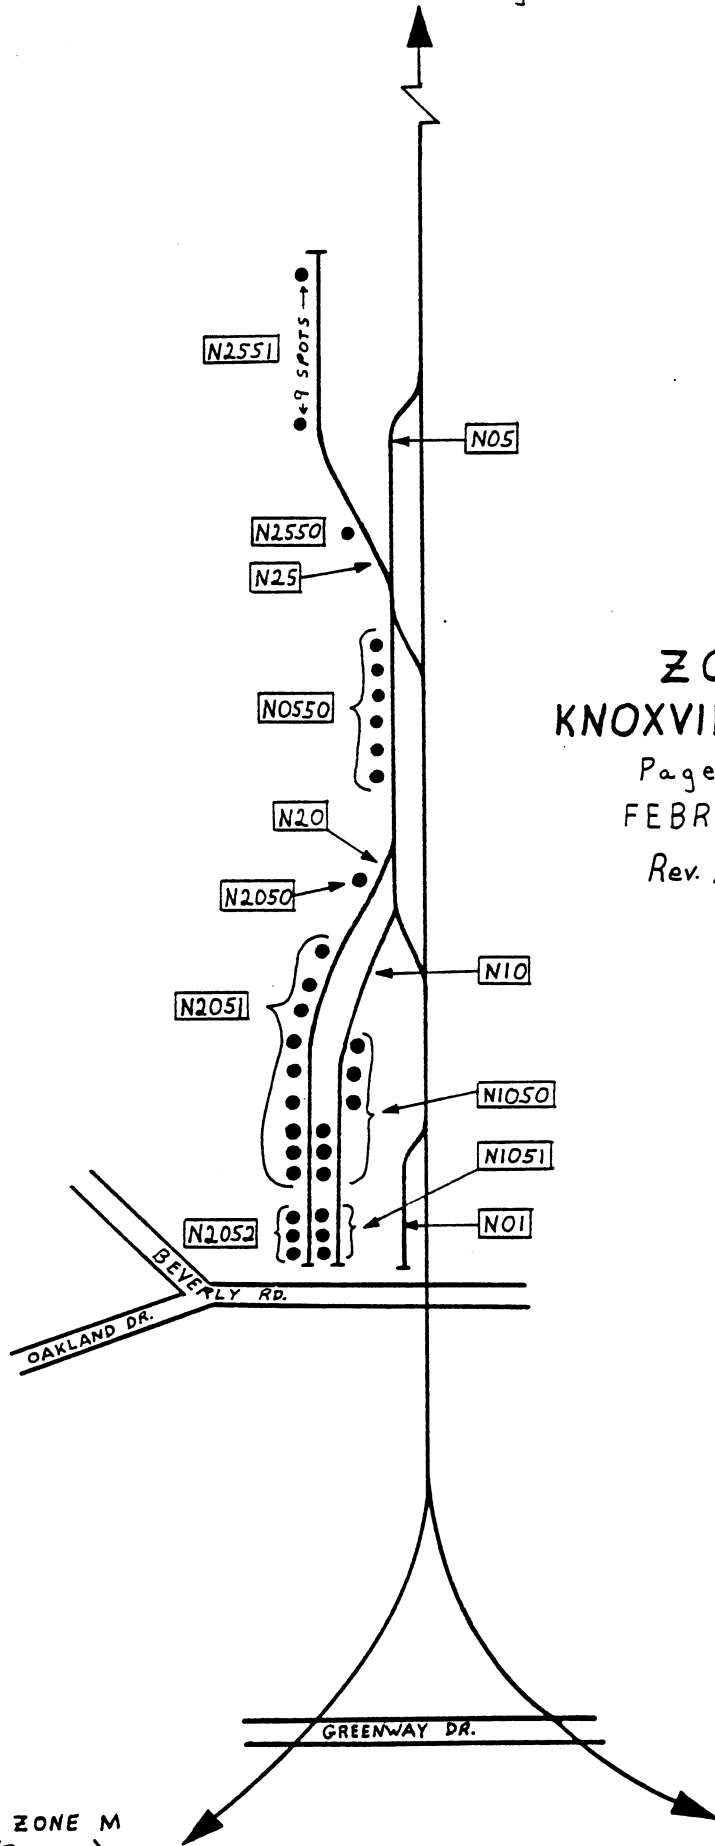 N2551
←9 SPOTS→
N05
N2550
N25
N0550
KNOXVI
Page
FEBR
Rev.
N20
N2050
N10
N2051
N1050
N1051
N2052
N01
BEVERLY RD.
OAKLAND DR.
GREENWAY DR.
ZONE M